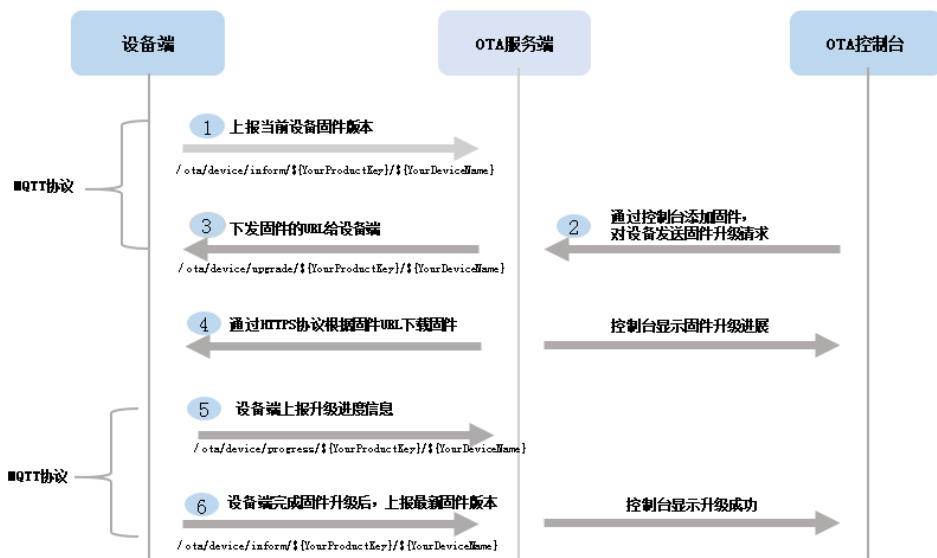 设备端
OTA服务端
OTA控制台
1 上报当前设备固件版本
/ota/device/inform/${YourProductKey}/${YourDeviceName}
MQTT协议
3 下发固件的URL给设备端
2 通过控制台添加固件，
对设备发送固件升级请求
/ota/device/upgrade/${YourProductKey}/${YourDeviceName}
4 通过HTTPS协议根据固件URL下载固件
控制台显示固件升级进展
5 设备端上报升级进度信息
/ota/device/progress/${YourProductKey}/${YourDeviceName}
MQTT协议
6 设备端完成固件升级后，上报最新固件版本
控制台显示升级成功
/ota/device/inform/${YourProductKey}/${YourDeviceName}